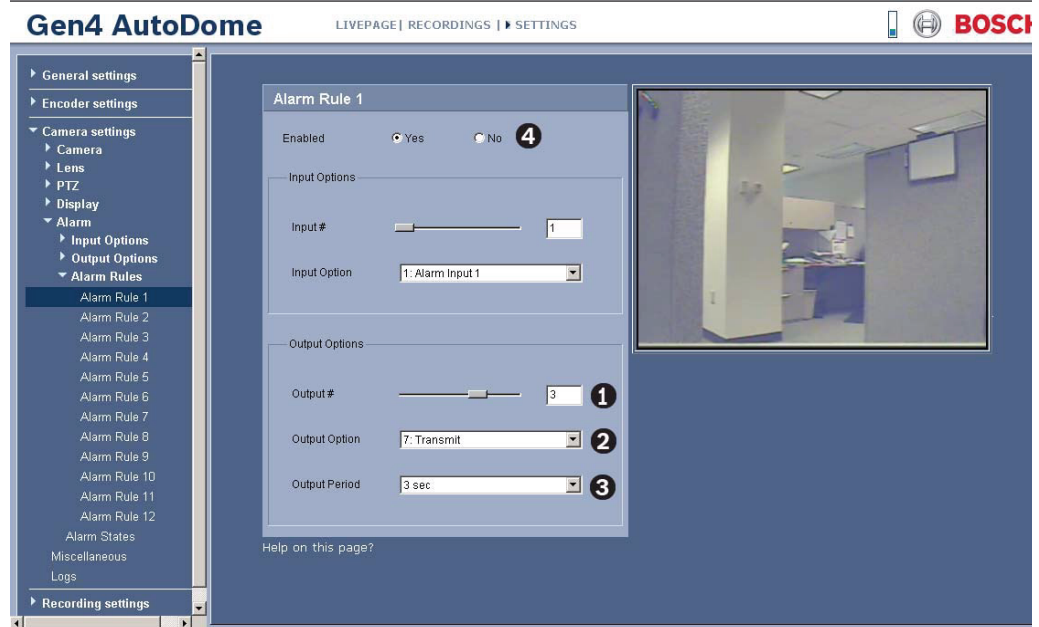 Gen4 AutoDome
LIVEPAGE| RECORDINGS | SETTINGS
BOSCH
General settings
Encoder settings
Camera settings
Camera
Lens
PTZ
Display
Alarm
Input Options
Output Options
Alarm Rules
Alarm Rule 1
Alarm Rule 2
Alarm Rule 3
Alarm Rule 4
Alarm Rule 5
Alarm Rule 6
Alarm Rule 7
Alarm Rule 8
Alarm Rule 9
Alarm Rule 10
Alarm Rule 11
Alarm Rule 12
Alarm States
Miscellaneous
Logs
Recording settings
Alarm Rule 1
Enabled Yes No 4
Input Options
Input # 1
Input Option 1: Alarm Input 1
Output Options
Output # 3 1
Output Option 7: Transmit 2
Output Period 3 sec 3
Help on this page?